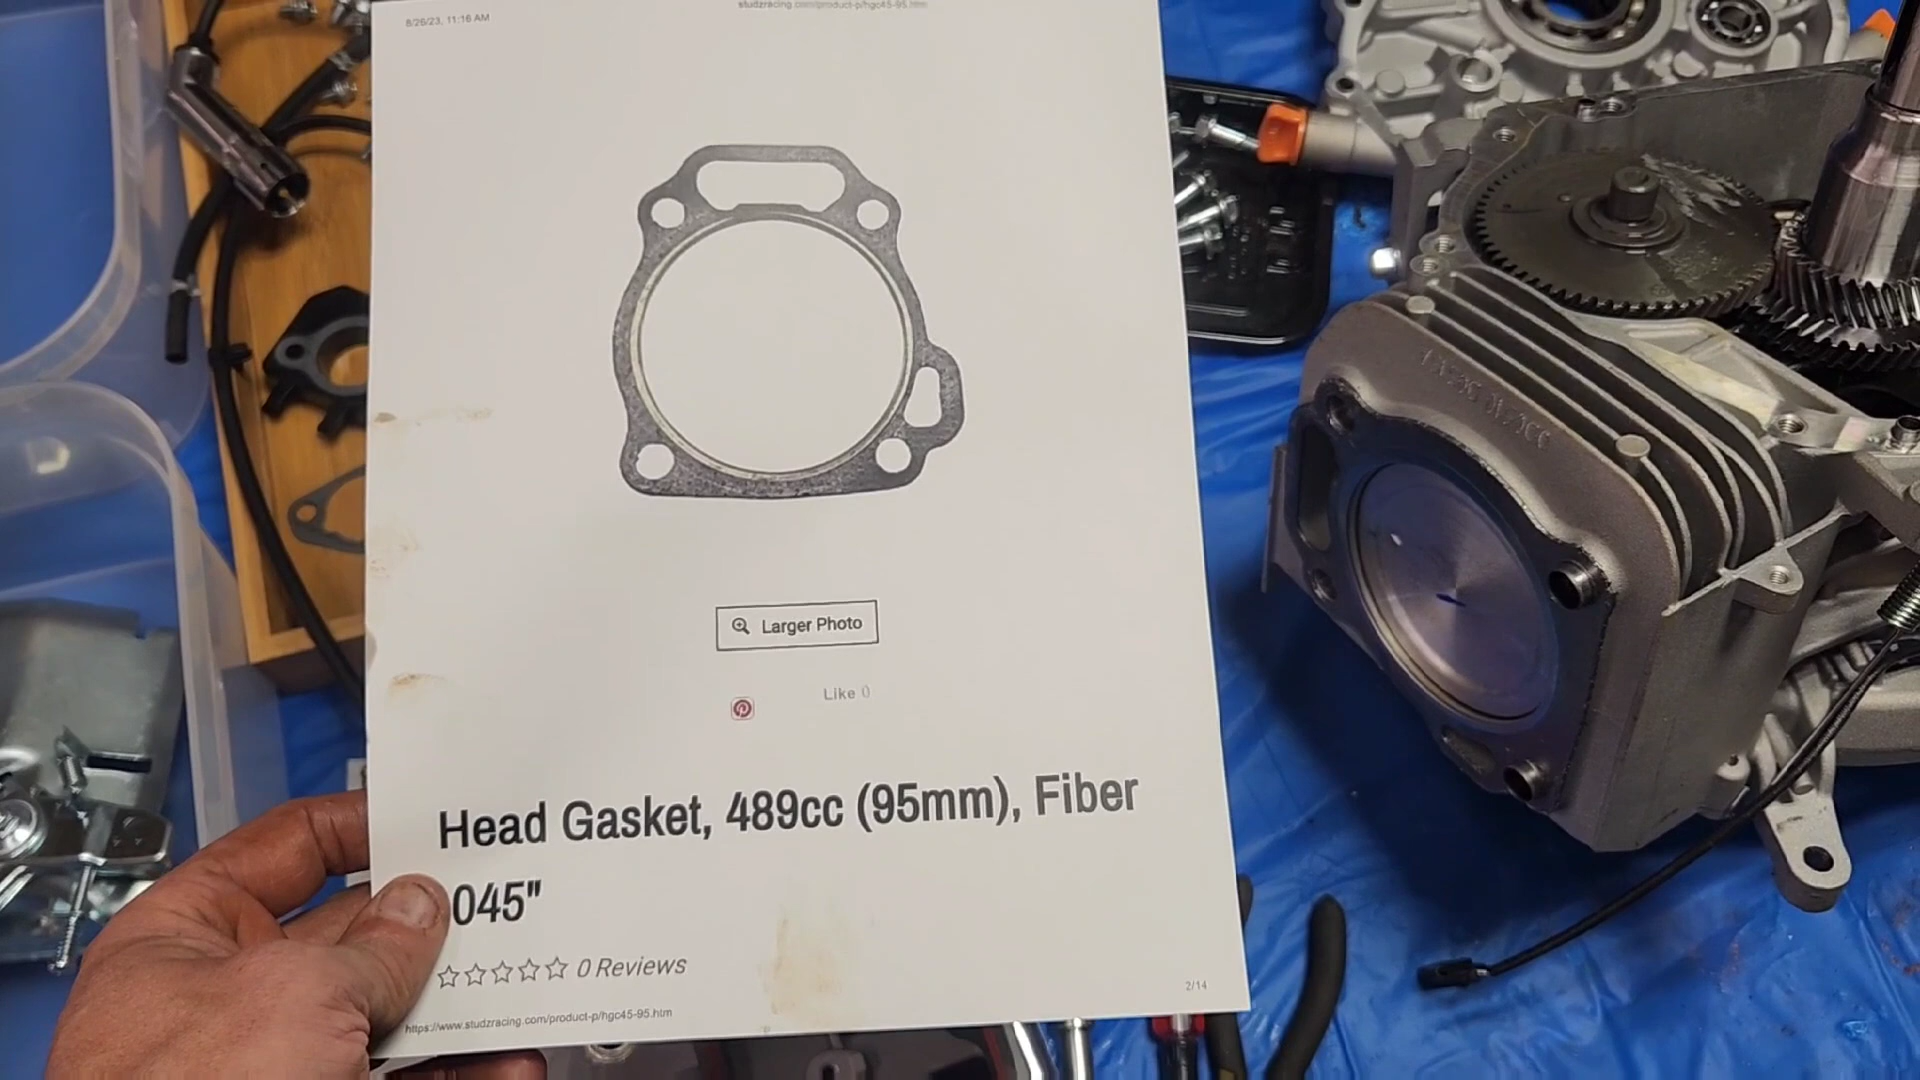 8/26/23, 11:16 AM
studzracing.com/product-p/hgc45-95.htm
Larger Photo
Like 0
Head Gasket, 489cc (95mm), Fiber
045"
0 Reviews
2/14
https://www.studzracing.com/product-p/hgc45-95.htm